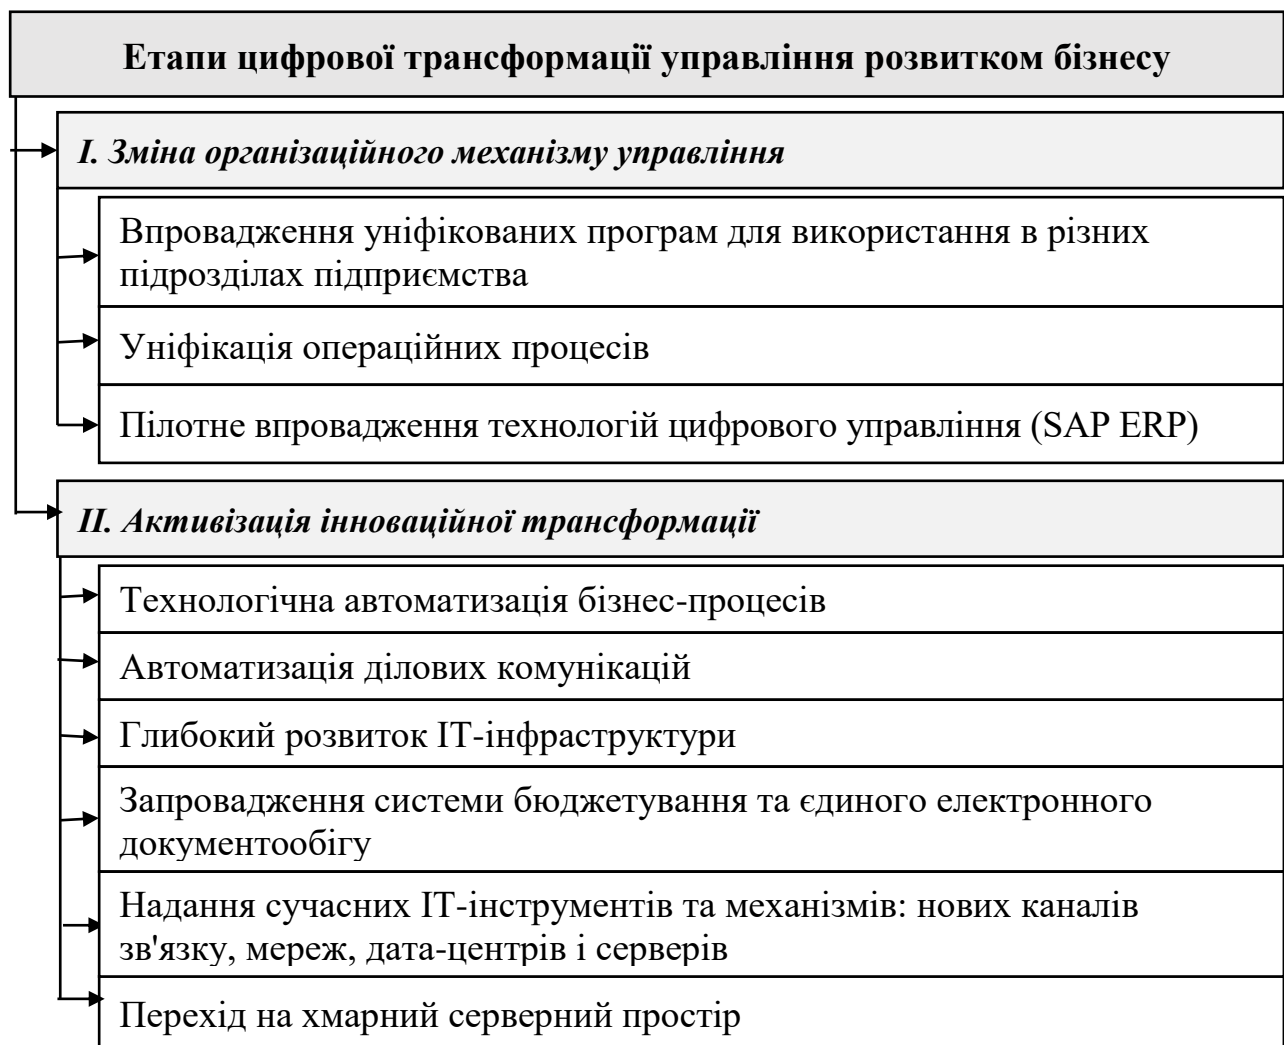 Етапи цифрової трансформації управління розвитком бізнесу
І. Зміна організаційного механізму управління
Впровадження уніфікованих програм для використання в різних
підрозділах підприємства
Уніфікація операційних процесів
Пілотне впровадження технологій цифрового управління (SAP ERP)
ІІ. Активізація інноваційної трансформації
Технологічна автоматизація бізнес-процесів
Автоматизація ділових комунікацій
Глибокий розвиток ІТ-інфраструктури
Запровадження системи бюджетування та єдиного електронного
документообігу
Надання сучасних ІТ-інструментів та механізмів: нових каналів
зв'язку, мереж, дата-центрів і серверів
Перехід на хмарний серверний простір